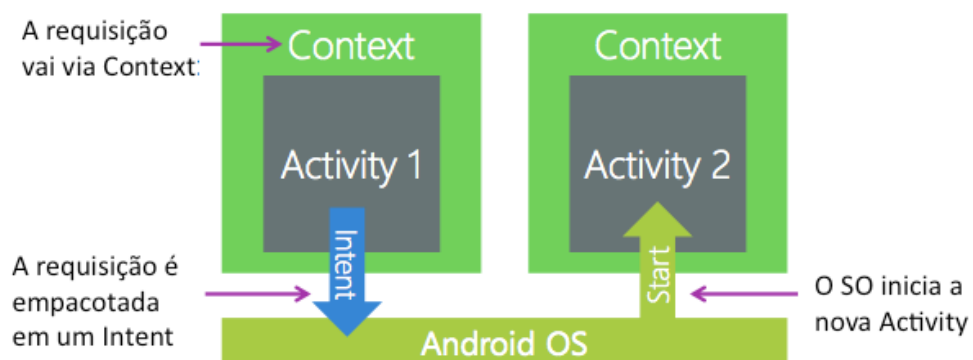 A requisição
vai via Context:
Context
Context
Activity 1
Activity 2
Intent
Start
A requisição é
empacotada
em um Intent
O SO inicia a
nova Activity
Android OS